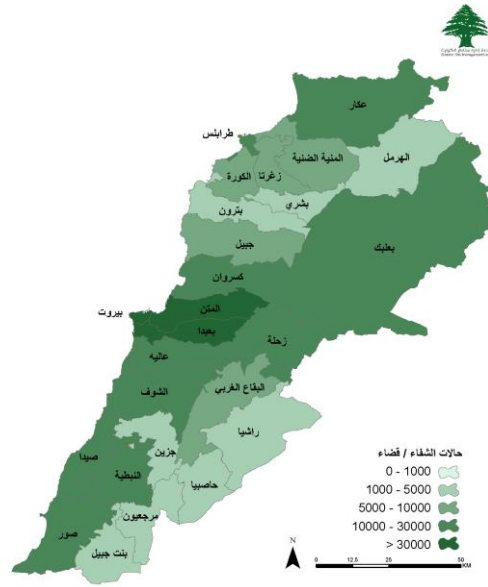 عكار
طرابلس
المنية الضنية
الهرمل
زغرتا
الكورة
بشري
بترون
جبيل
بعلبك
كسروان
المتن
بيروت
بعبدا
زحلة
عاليه
الشوف
البقاع الغربي
راشيا
جزين
صيدا
النبطية
حاصبيا
مرجعيون
صور
بنت جبيل
حالات الشفاء / قضاء
0 - 1000
1000 - 5000
5000 - 10000
10000 - 30000
> 30000
N
0 12.5 25 50
KM